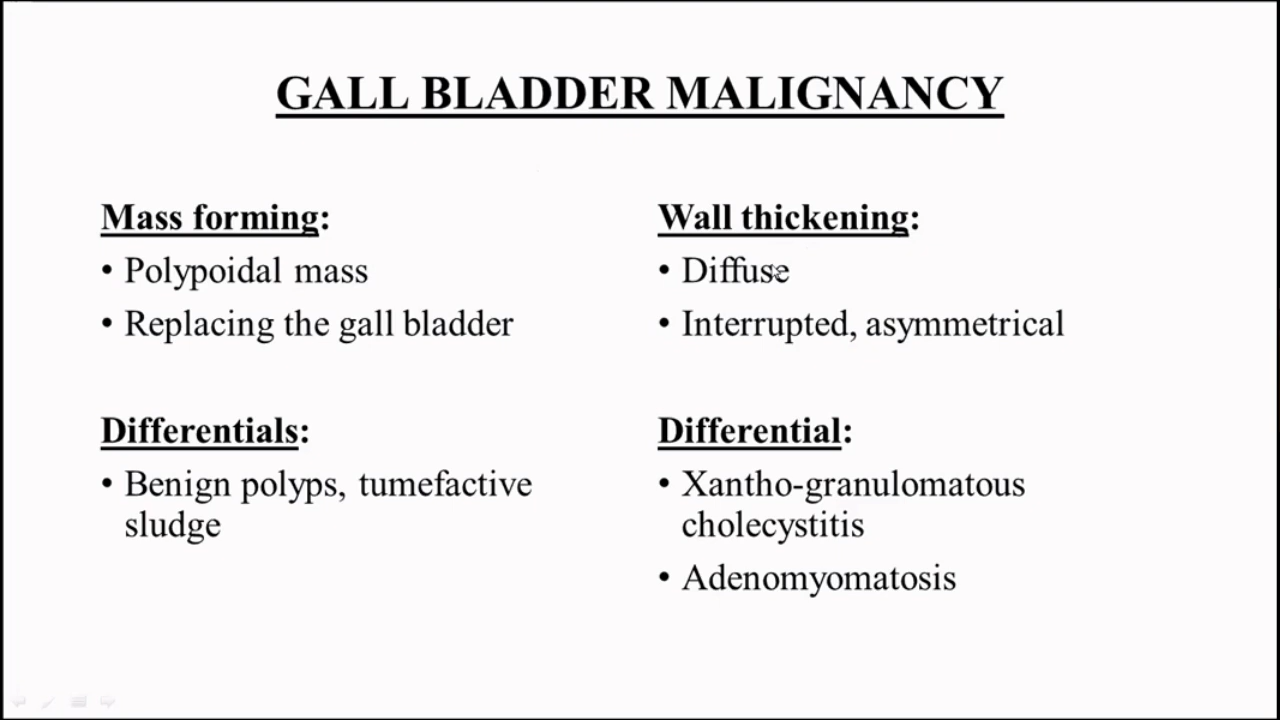 GALL BLADDER MALIGNANCY
Mass forming:
• Polypoidal mass
• Replacing the gall bladder
Differentials:
• Benign polyps, tumefactive
sludge
Wall thickening:
• Diffuse
• Interrupted, asymmetrical
Differential:
• Xantho-granulomatous
cholecystitis
• Adenomyomatosis